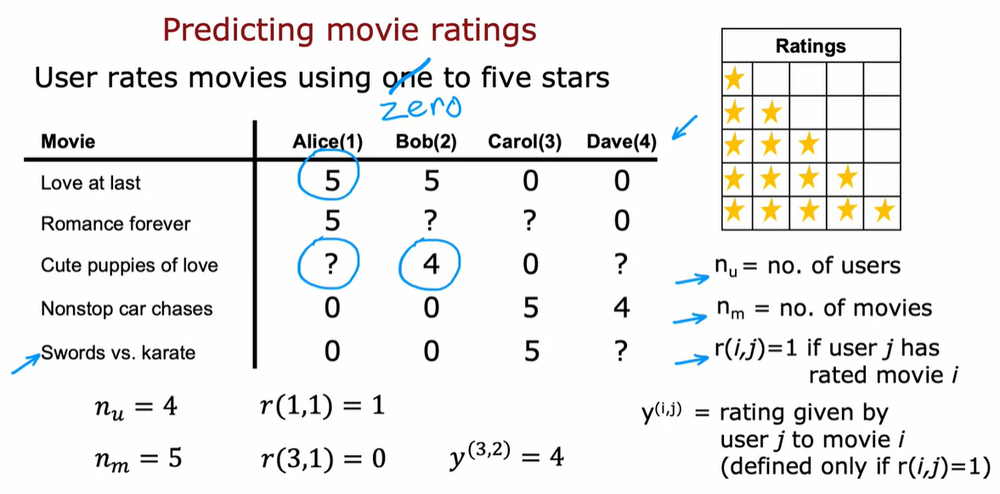 Predicting movie ratings
User rates movies using one to five stars
zero
Ratings
Movie Alice(1) Bob(2) Carol(3) Dave(4)
Love at last 5 5 0 0
Romance forever 5 ? ? 0
Cute puppies of love ? 4 0 ?
Nonstop car chases 0 0 5 4
Swords vs. karate 0 0 5 ?
nᵤ = no. of users
nₘ = no. of movies
r(i,j)=1 if user j has
rated movie i
nᵤ = 4 r(1,1) = 1
nₘ = 5 r(3,1) = 0 y⁽³,²⁾ = 4
y⁽ⁱ,ʲ⁾ = rating given by
user j to movie i
(defined only if r(i,j)=1)